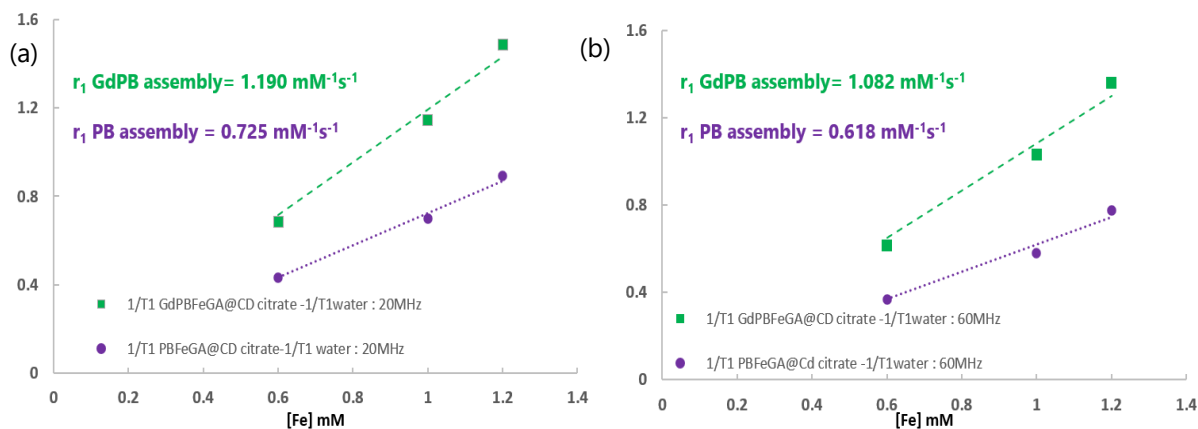 (a)
1.6
1.2
0.8
0.4
0
r₁ GdPB assembly= 1.190 mM⁻¹s⁻¹
r₁ PB assembly = 0.725 mM⁻¹s⁻¹
1/T1 GdPBFeGA@CD citrate -1/T1water : 20MHz
1/T1 PBFeGA@CD citrate-1/T1 water : 20MHz
0 0.2 0.4 0.6 0.8 1 1.2 1.4
[Fe] mM
(b)
1.6
1.2
0.8
0.4
0
r₁ GdPB assembly= 1.082 mM⁻¹s⁻¹
r₁ PB assembly = 0.618 mM⁻¹s⁻¹
1/T1 GdPBFeGA@CD citrate -1/T1water : 60MHz
1/T1 PBFeGA@Cd citrate -1/T1water : 60MHz
0 0.2 0.4 0.6 0.8 1 1.2 1.4
[Fe] mM